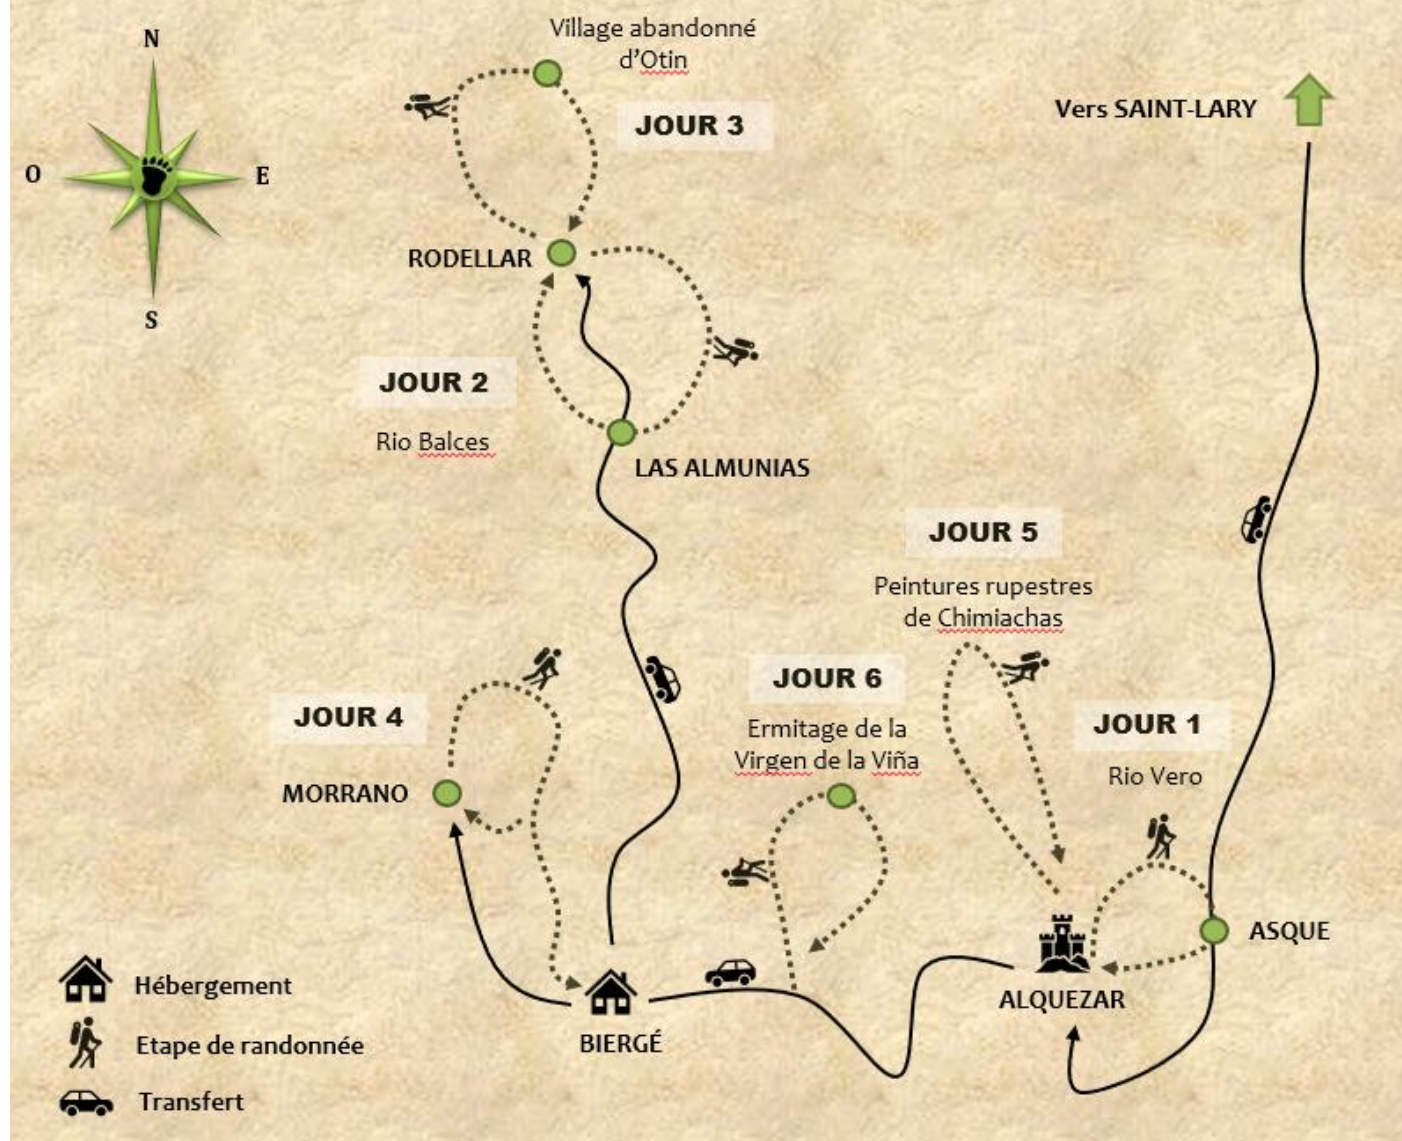 N
O
E
S
Village abandonné
d’Otin
JOUR 3
Vers SAINT-LARY
RODELLAR
JOUR 2
Rio Balces
LAS ALMUNIAS
JOUR 5
Peintures rupestres
de Chimiachas
JOUR 6
Ermitage de la
Virgen de la Viña
JOUR 4
MORRANO
JOUR 1
Rio Vero
ASQUE
ALQUEZAR
BIERGÉ
Hébergement
Etape de randonnée
Transfert